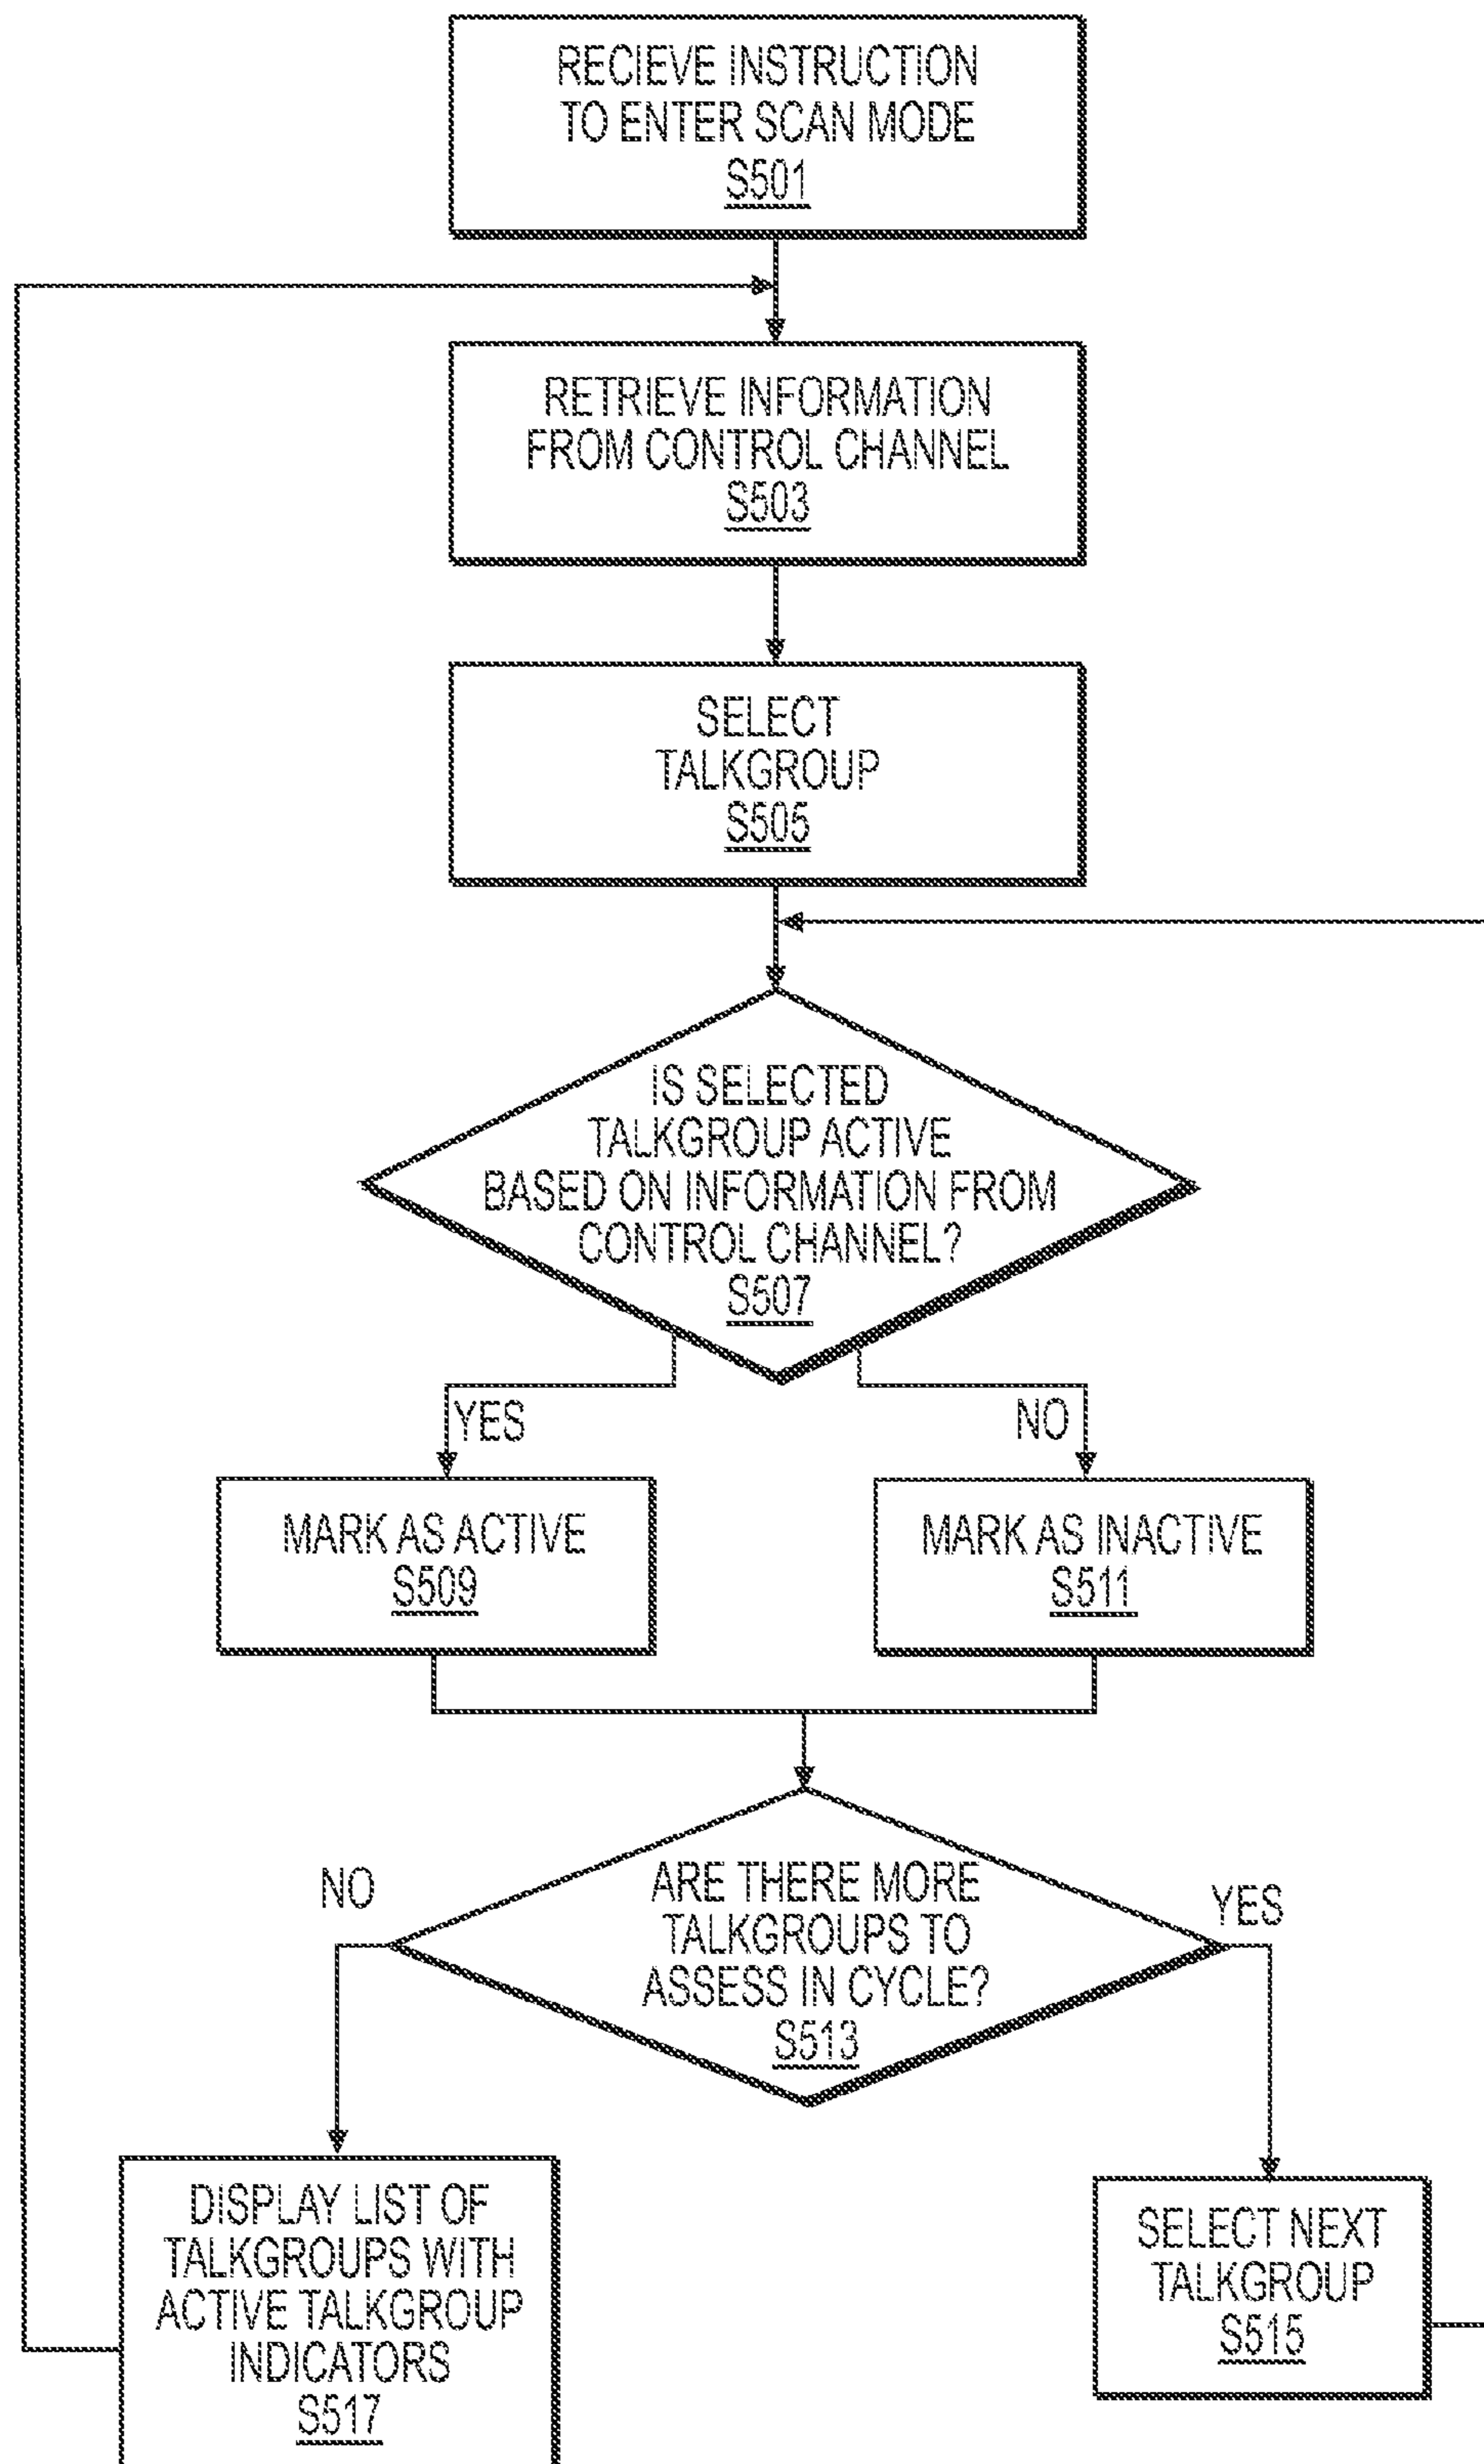 RECIEVE INSTRUCTION
TO ENTER SCAN MODE
S501
RETRIEVE INFORMATION
FROM CONTROL CHANNEL
S503
SELECT
TALKGROUP
S505
IS SELECTED
TALKGROUP ACTIVE
BASED ON INFORMATION FROM
CONTROL CHANNEL?
S507
YES
NO
MARK AS ACTIVE
S509
MARK AS INACTIVE
S511
ARE THERE MORE
TALKGROUPS TO
ASSESS IN CYCLE?
S513
NO
YES
DISPLAY LIST OF
TALKGROUPS WITH
ACTIVE TALKGROUP
INDICATORS
S517
SELECT NEXT
TALKGROUP
S515